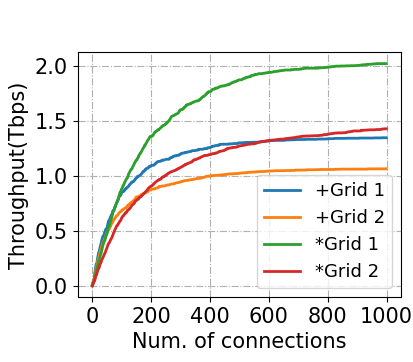 2.0
1.5
1.0
0.5
0.0
Throughput(Tbps)
+Grid 1
+Grid 2
*Grid 1
*Grid 2
0 200 400 600 800 1000
Num. of connections